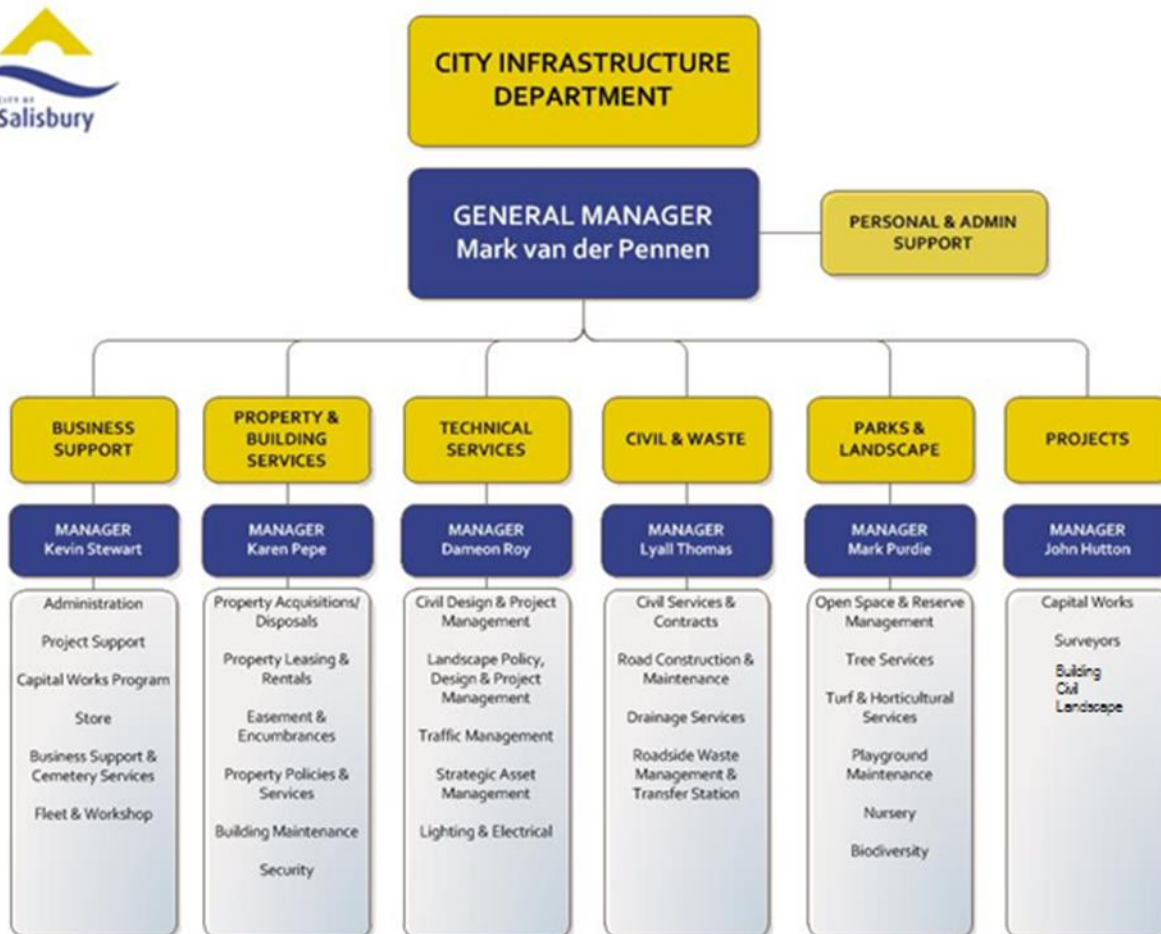 CITY OF
Salisbury
CITY INFRASTRUCTURE
DEPARTMENT
GENERAL MANAGER
Mark van der Pennen
PERSONAL & ADMIN
SUPPORT
BUSINESS
SUPPORT
MANAGER
Kevin Stewart
Administration
Project Support
Capital Works Program
Store
Business Support &
Cemetery Services
Fleet & Workshop
PROPERTY &
BUILDING
SERVICES
MANAGER
Karen Pepe
Property Acquisitions/
Disposals
Property Leasing &
Rentals
Easement &
Encumbrances
Property Policies &
Services
Building Maintenance
Security
TECHNICAL
SERVICES
MANAGER
Dameon Roy
Civil Design & Project
Management
Landscape Policy,
Design & Project
Management
Traffic Management
Strategic Asset
Management
Lighting & Electrical
CIVIL & WASTE
MANAGER
Lyall Thomas
Civil Services &
Contracts
Road Construction &
Maintenance
Drainage Services
Roadside Waste
Management &
Transfer Station
PARKS &
LANDSCAPE
MANAGER
Mark Purdie
Open Space & Reserve
Management
Tree Services
Turf & Horticultural
Services
Playground
Maintenance
Nursery
Biodiversity
PROJECTS
MANAGER
John Hutton
Capital Works
Surveyors
Building
Civil
Landscape